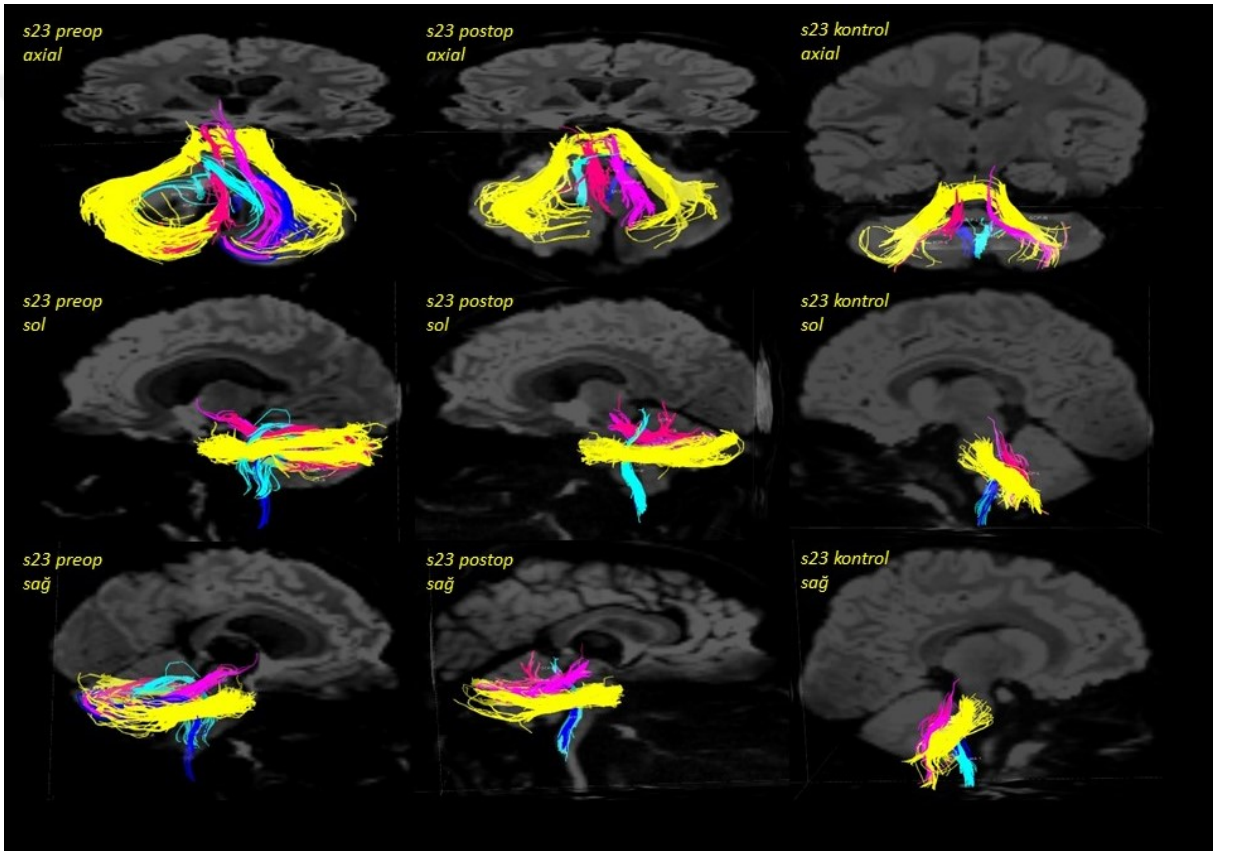 s23 preop
axial
s23 postop
axial
s23 kontrol
axial
s23 preop
sol
s23 postop
sol
s23 kontrol
sol
s23 preop
sağ
s23 postop
sağ
s23 kontrol
sağ